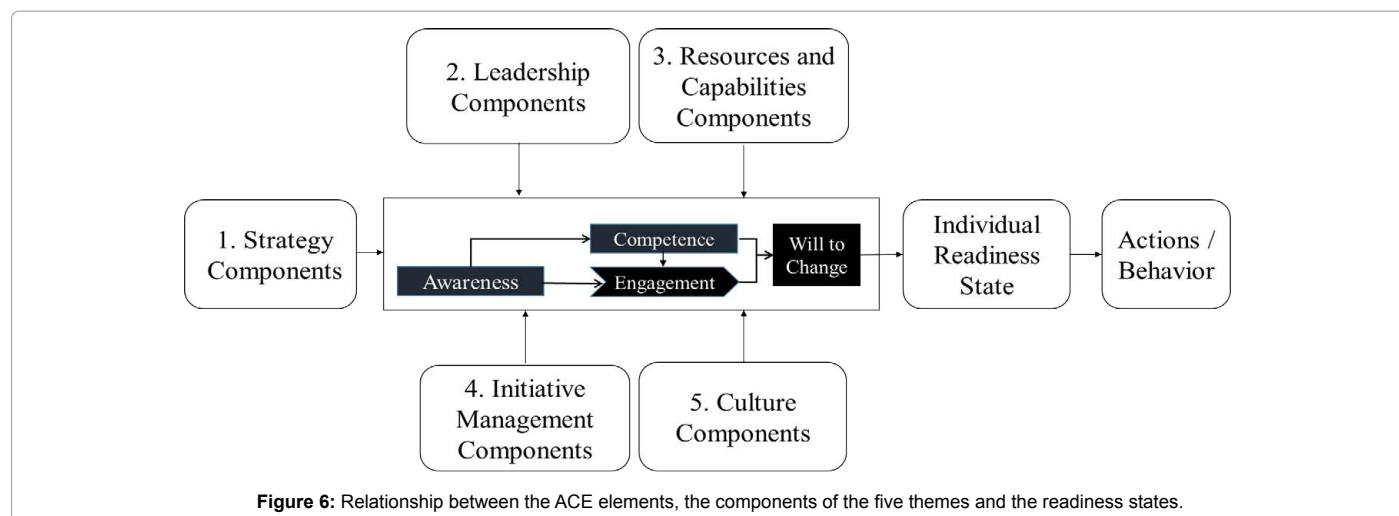 2. Leadership
Components
3. Resources and
Capabilities
Components
1. Strategy
Components
Awareness
Competence
Engagement
Will to
Change
Individual
Readiness
State
Actions /
Behavior
4. Initiative
Management
Components
5. Culture
Components
Figure 6: Relationship between the ACE elements, the components of the five themes and the readiness states.